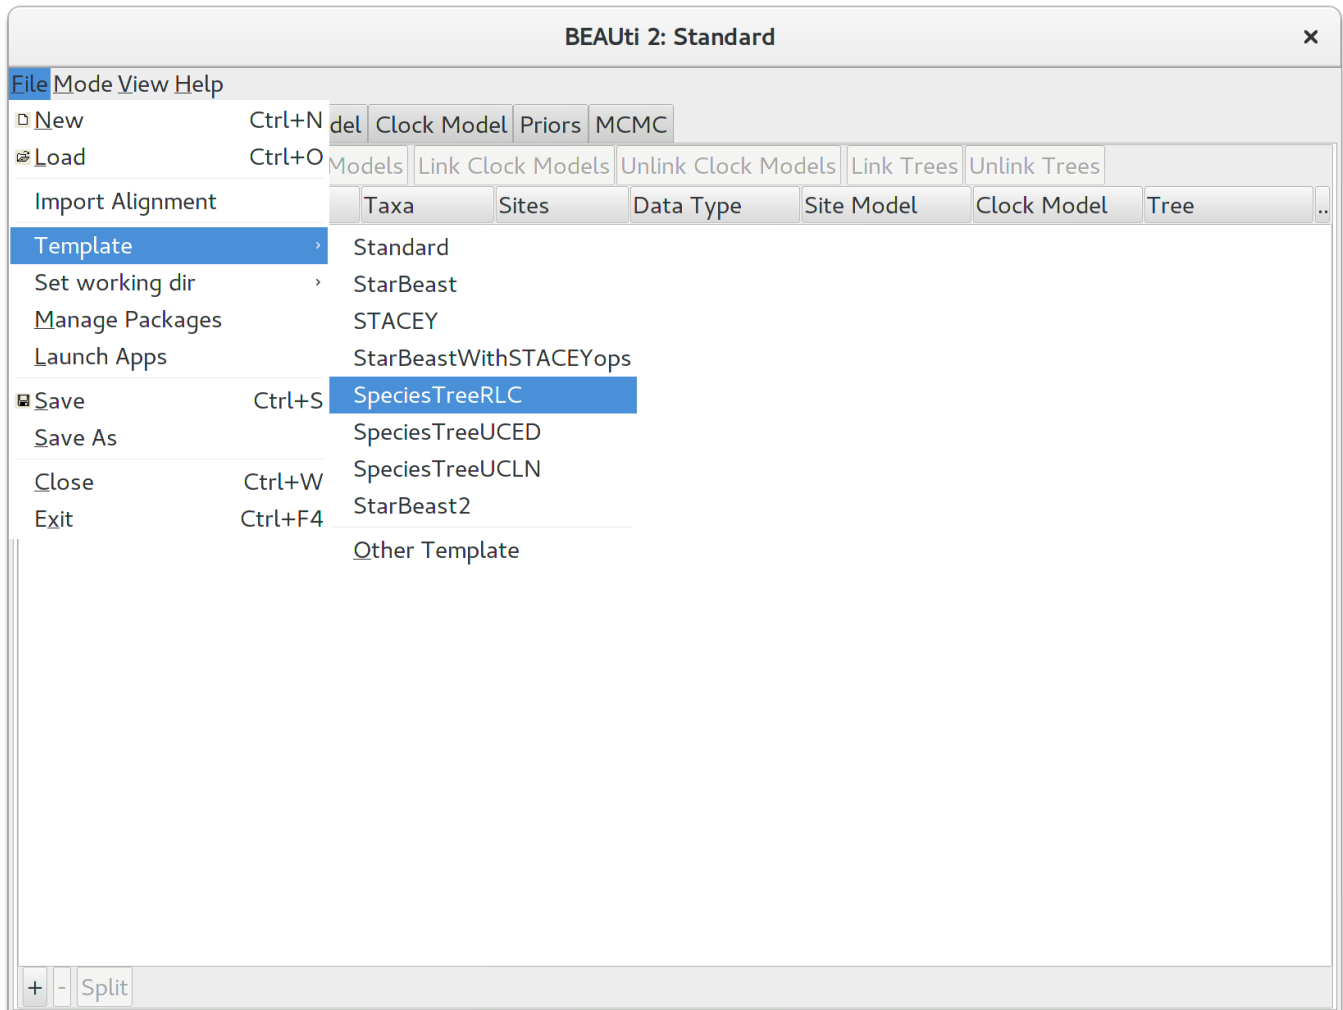 BEAUti 2: Standard ×
File Mode View Help
New Ctrl+N del Clock Model Priors MCMC
Load Ctrl+O Models Link Clock Models Unlink Clock Models Link Trees Unlink Trees
Import Alignment Taxa Sites Data Type Site Model Clock Model Tree ..
Template › Standard
Set working dir › StarBeast
Manage Packages STACEY
Launch Apps StarBeastWithSTACEYops
Save Ctrl+S SpeciesTreeRLC
Save As SpeciesTreeUCED
Close Ctrl+W SpeciesTreeUCLN
Exit Ctrl+F4 StarBeast2
Other Template
+ - Split